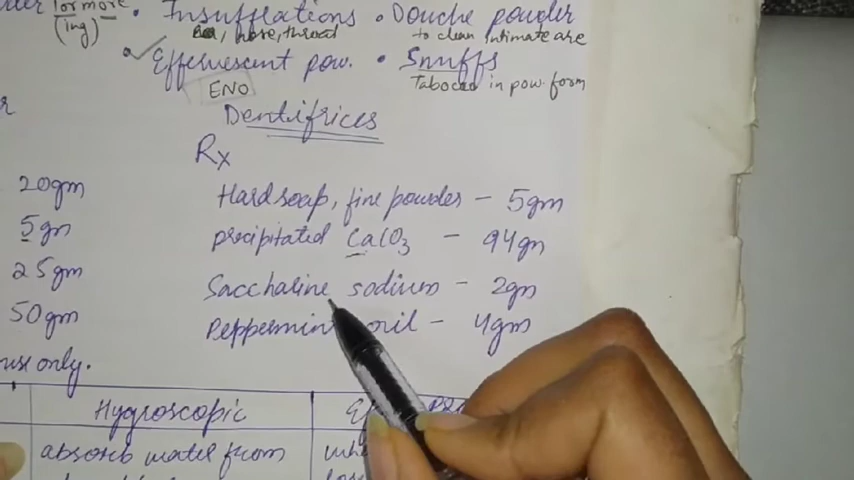 for more • Insufflations • Douche powder
(ing) Ear, nose, throat to clean intimate are
• Effervescent pow. • Snuffs
ENO Tabocco in pow form
Dentifrices
Rx
20gm Hard soap, fine powder - 5gm
5gm precipitated CaCO3 - 94gm
25gm Saccharine sodium - 2gm
50gm Peppermint oil - 4gm
use only.
Hygroscopic
absorb water from